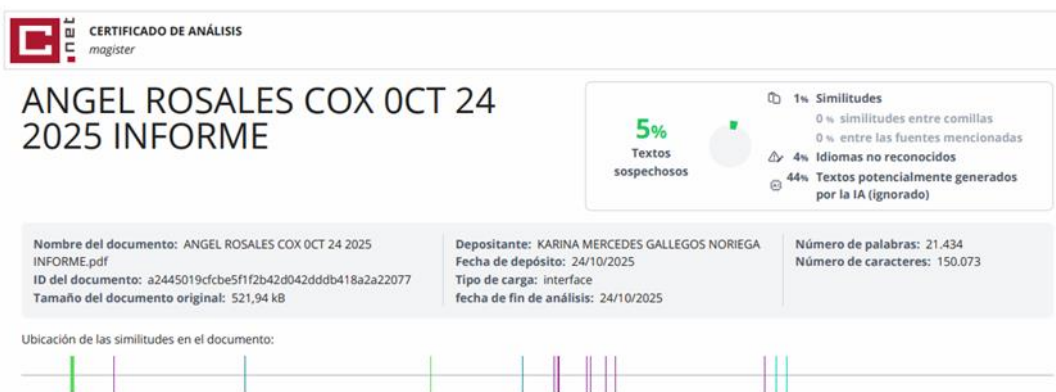 C .net
CERTIFICADO DE ANÁLISIS
magister
ANGEL ROSALES COX 0CT 24
2025 INFORME
5%
Textos
sospechosos
1% Similitudes
0 % similitudes entre comillas
0 % entre las fuentes mencionadas
4% Idiomas no reconocidos
44% Textos potencialmente generados
por la IA (ignorado)
Nombre del documento: ANGEL ROSALES COX 0CT 24 2025
INFORME.pdf
ID del documento: a2445019cfcbe5f1f2b42d042dddb418a2a22077
Tamaño del documento original: 521,94 kB
Depositante: KARINA MERCEDES GALLEGOS NORIEGA
Fecha de depósito: 24/10/2025
Tipo de carga: interface
fecha de fin de análisis: 24/10/2025
Número de palabras: 21.434
Número de caracteres: 150.073
Ubicación de las similitudes en el documento: